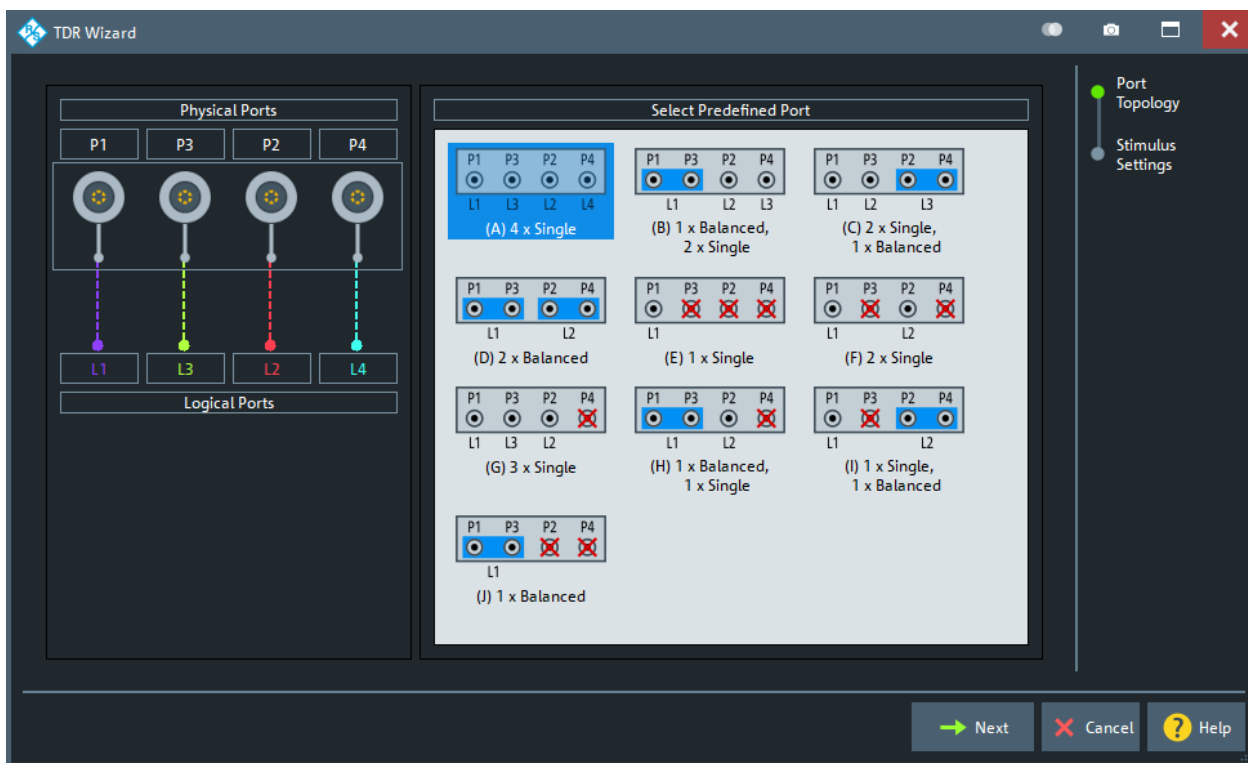 TDR Wizard
Physical Ports
P1 P3 P2 P4
L1 L3 L2 L4
Logical Ports
Select Predefined Port
P1 P3 P2 P4
L1 L3 L2 L4
(A) 4 x Single
P1 P3 P2 P4
L1 L2 L3
(B) 1 x Balanced,
2 x Single
P1 P3 P2 P4
L1 L2 L3
(C) 2 x Single,
1 x Balanced
P1 P3 P2 P4
L1 L2
(D) 2 x Balanced
P1 P3 P2 P4
L1
(E) 1 x Single
P1 P3 P2 P4
L1 L2
(F) 2 x Single
P1 P3 P2 P4
L1 L3 L2
(G) 3 x Single
P1 P3 P2 P4
L1 L2
(H) 1 x Balanced,
1 x Single
P1 P3 P2 P4
L1 L2
(I) 1 x Single,
1 x Balanced
P1 P3 P2 P4
L1
(J) 1 x Balanced
Port
Topology
Stimulus
Settings
Next
Cancel
? Help